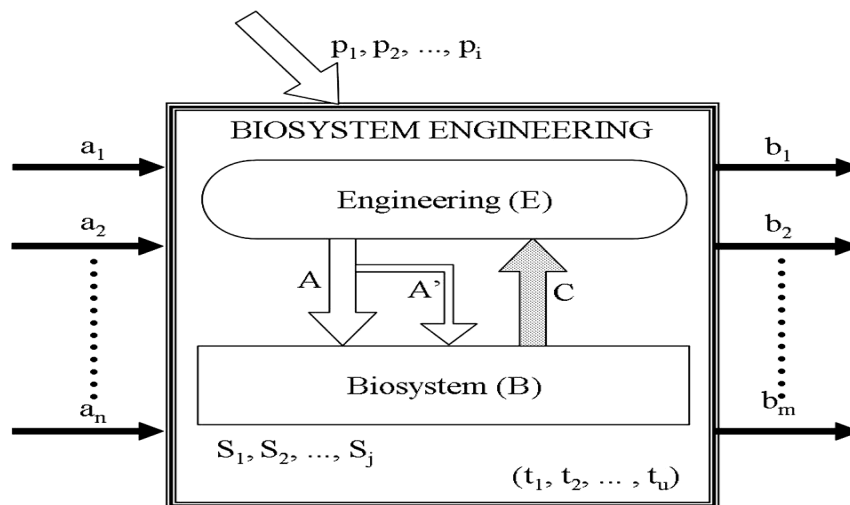 p₁, p₂, ..., pᵢ
BIOSYSTEM ENGINEERING
a₁
b₁
Engineering (E)
a₂
b₂
A
A’
C
Biosystem (B)
aₙ
bₘ
S₁, S₂, ..., Sⱼ
(t₁, t₂, ... , tᵤ)